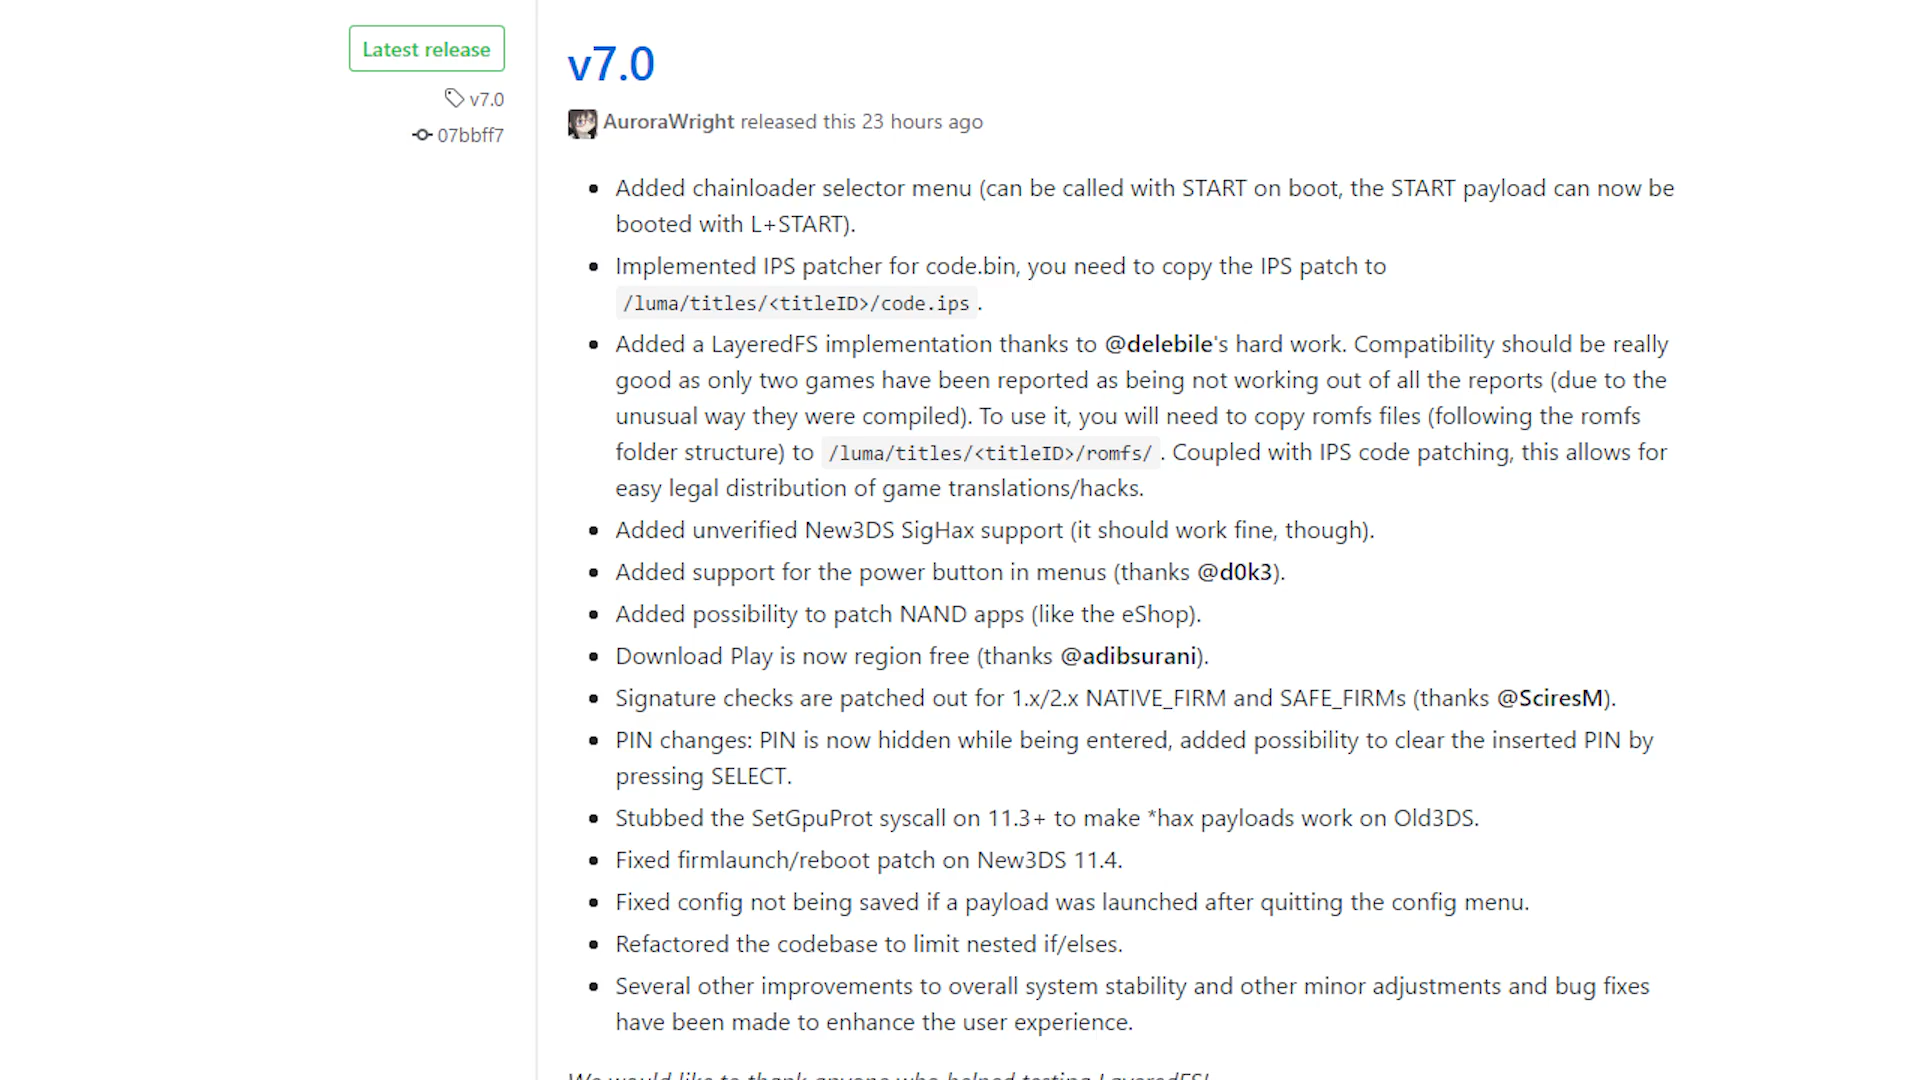 Latest release
v7.0
07bbff7
v7.0
AuroraWright released this 23 hours ago
Added chainloader selector menu (can be called with START on boot, the START payload can now be
booted with L+START).
Implemented IPS patcher for code.bin, you need to copy the IPS patch to
/luma/titles/<titleID>/code.ips .
Added a LayeredFS implementation thanks to @delebile's hard work. Compatibility should be really
good as only two games have been reported as being not working out of all the reports (due to the
unusual way they were compiled). To use it, you will need to copy romfs files (following the romfs
folder structure) to /luma/titles/<titleID>/romfs/ . Coupled with IPS code patching, this allows for
easy legal distribution of game translations/hacks.
Added unverified New3DS SigHax support (it should work fine, though).
Added support for the power button in menus (thanks @d0k3).
Added possibility to patch NAND apps (like the eShop).
Download Play is now region free (thanks @adibsurani).
Signature checks are patched out for 1.x/2.x NATIVE_FIRM and SAFE_FIRMs (thanks @SciresM).
PIN changes: PIN is now hidden while being entered, added possibility to clear the inserted PIN by
pressing SELECT.
Stubbed the SetGpuProt syscall on 11.3+ to make *hax payloads work on Old3DS.
Fixed firmlaunch/reboot patch on New3DS 11.4.
Fixed config not being saved if a payload was launched after quitting the config menu.
Refactored the codebase to limit nested if/elses.
Several other improvements to overall system stability and other minor adjustments and bug fixes
have been made to enhance the user experience.
We would like to thank anyone who helped testing LayeredFS!